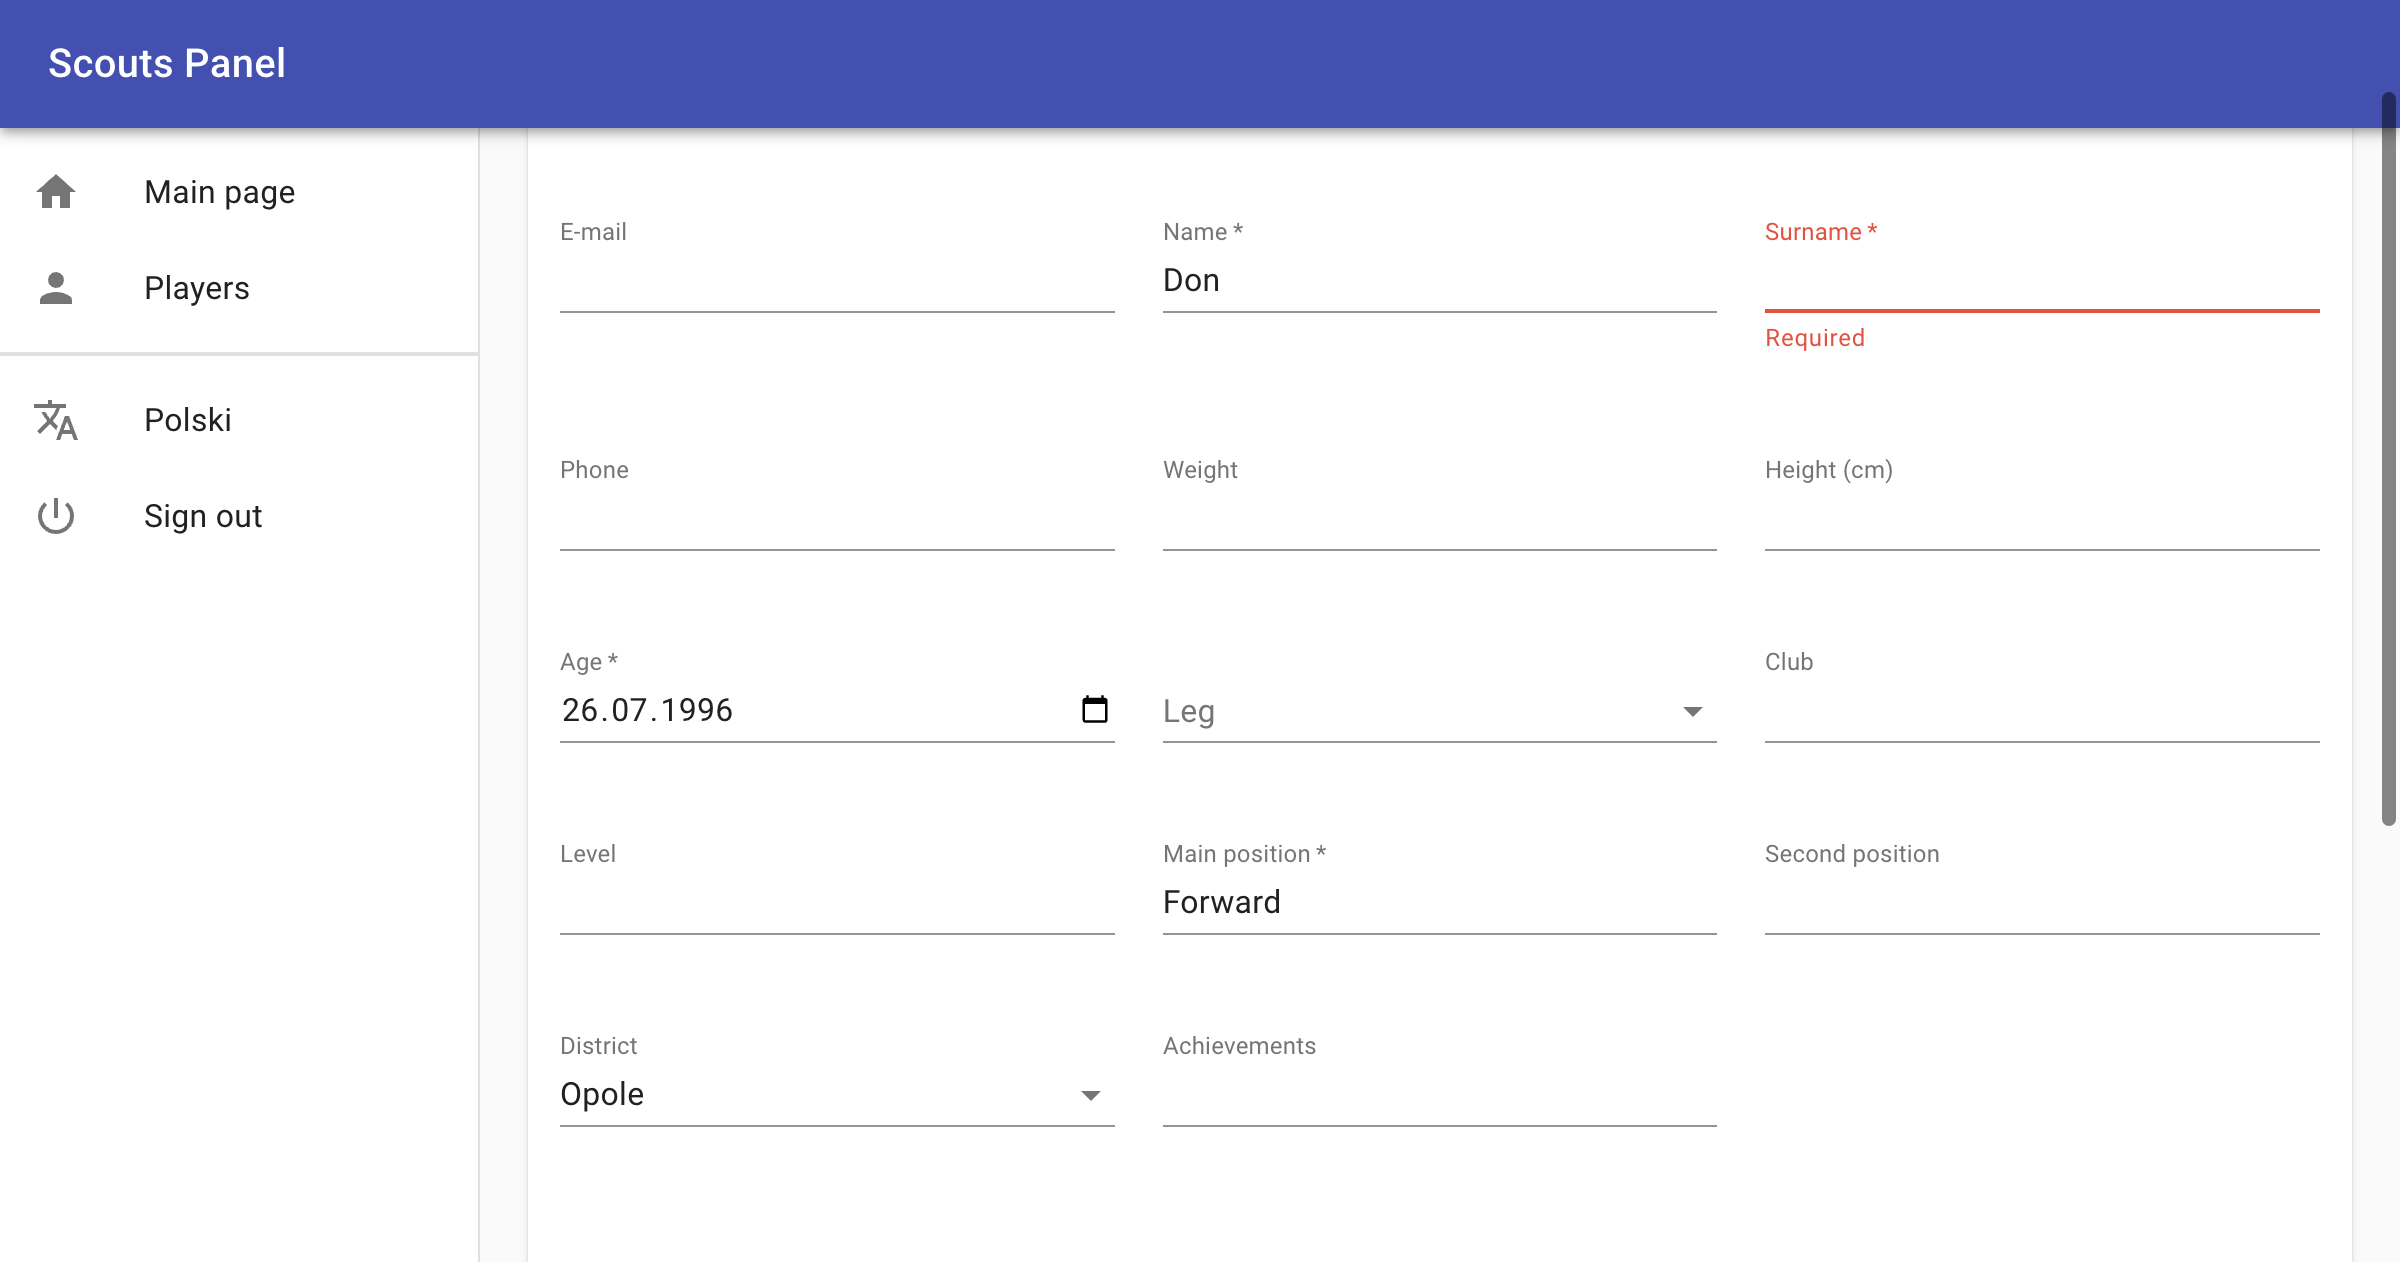 Scouts Panel
Main page
Players
Polski
Sign out
E-mail
Name *
Don
Surname *
Required
Phone
Weight
Height (cm)
Age *
26.07.1996
Leg
Club
Level
Main position *
Forward
Second position
District
Opole
Achievements